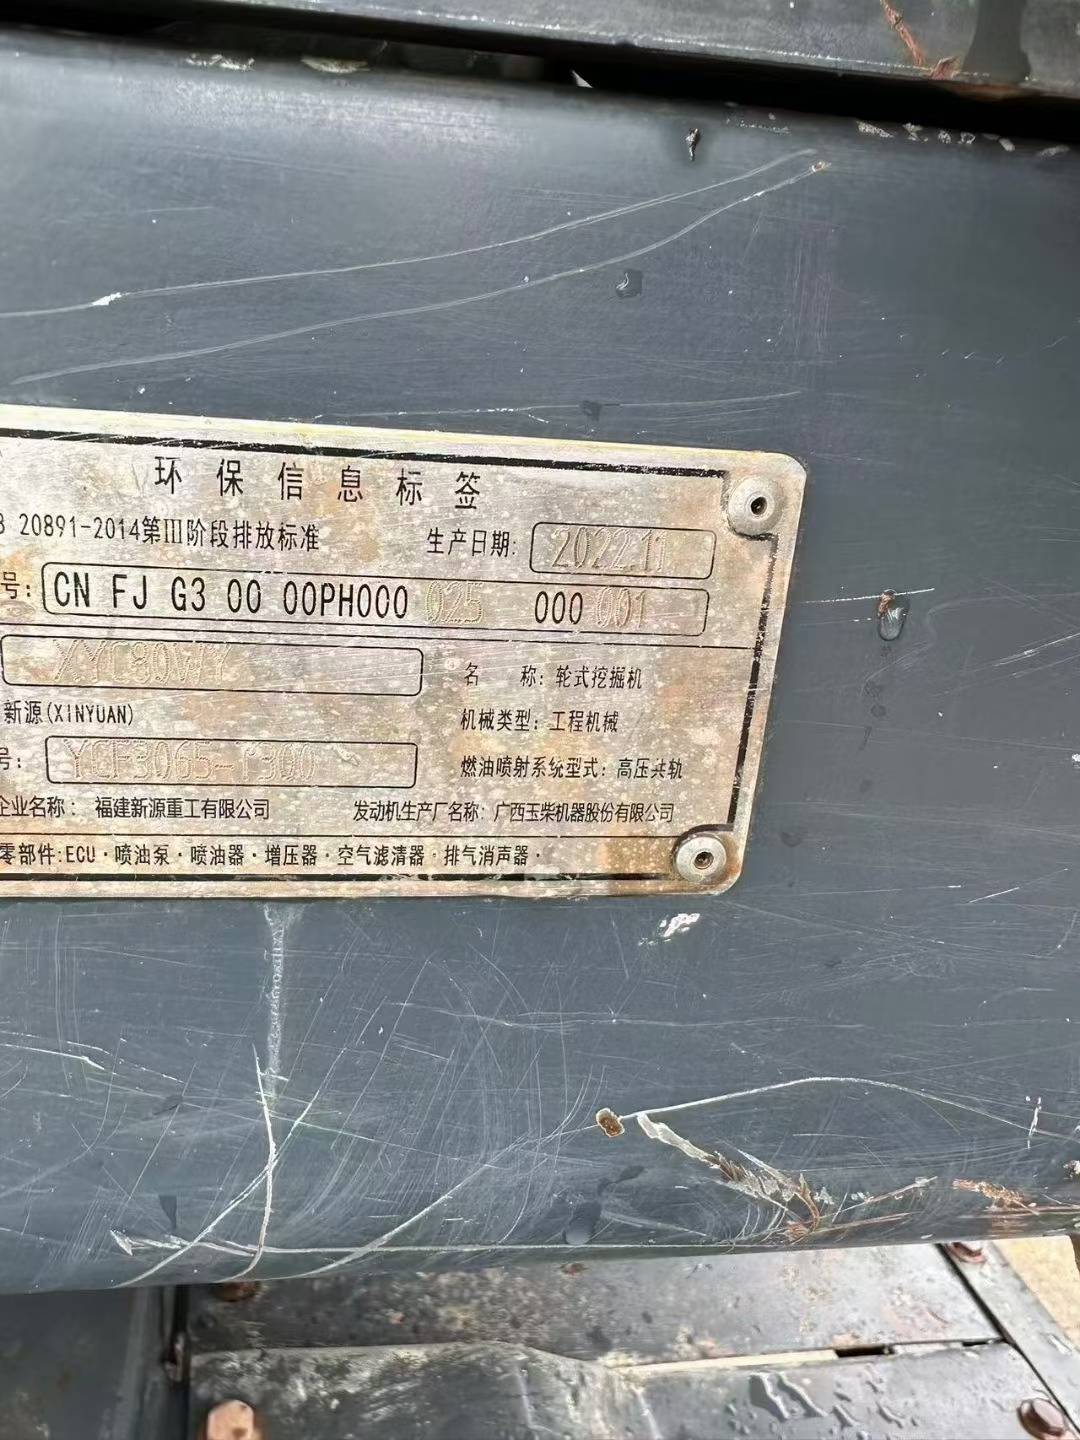 环保信息标签
20891-2014第Ⅲ阶段排放标准 生产日期: 2022.11
号: CN FJ G3 00 00PH000 025 000 001
XYC80WY 名 称: 轮式挖掘机
新源(XINYUAN) 机械类型: 工程机械
号: YCF3065-T300 燃油喷射系统型式: 高压共轨
企业名称: 福建新源重工有限公司 发动机生产厂名称: 广西玉柴机器股份有限公司
零部件:ECU·喷油泵·喷油器·增压器·空气滤清器·排气消声器·